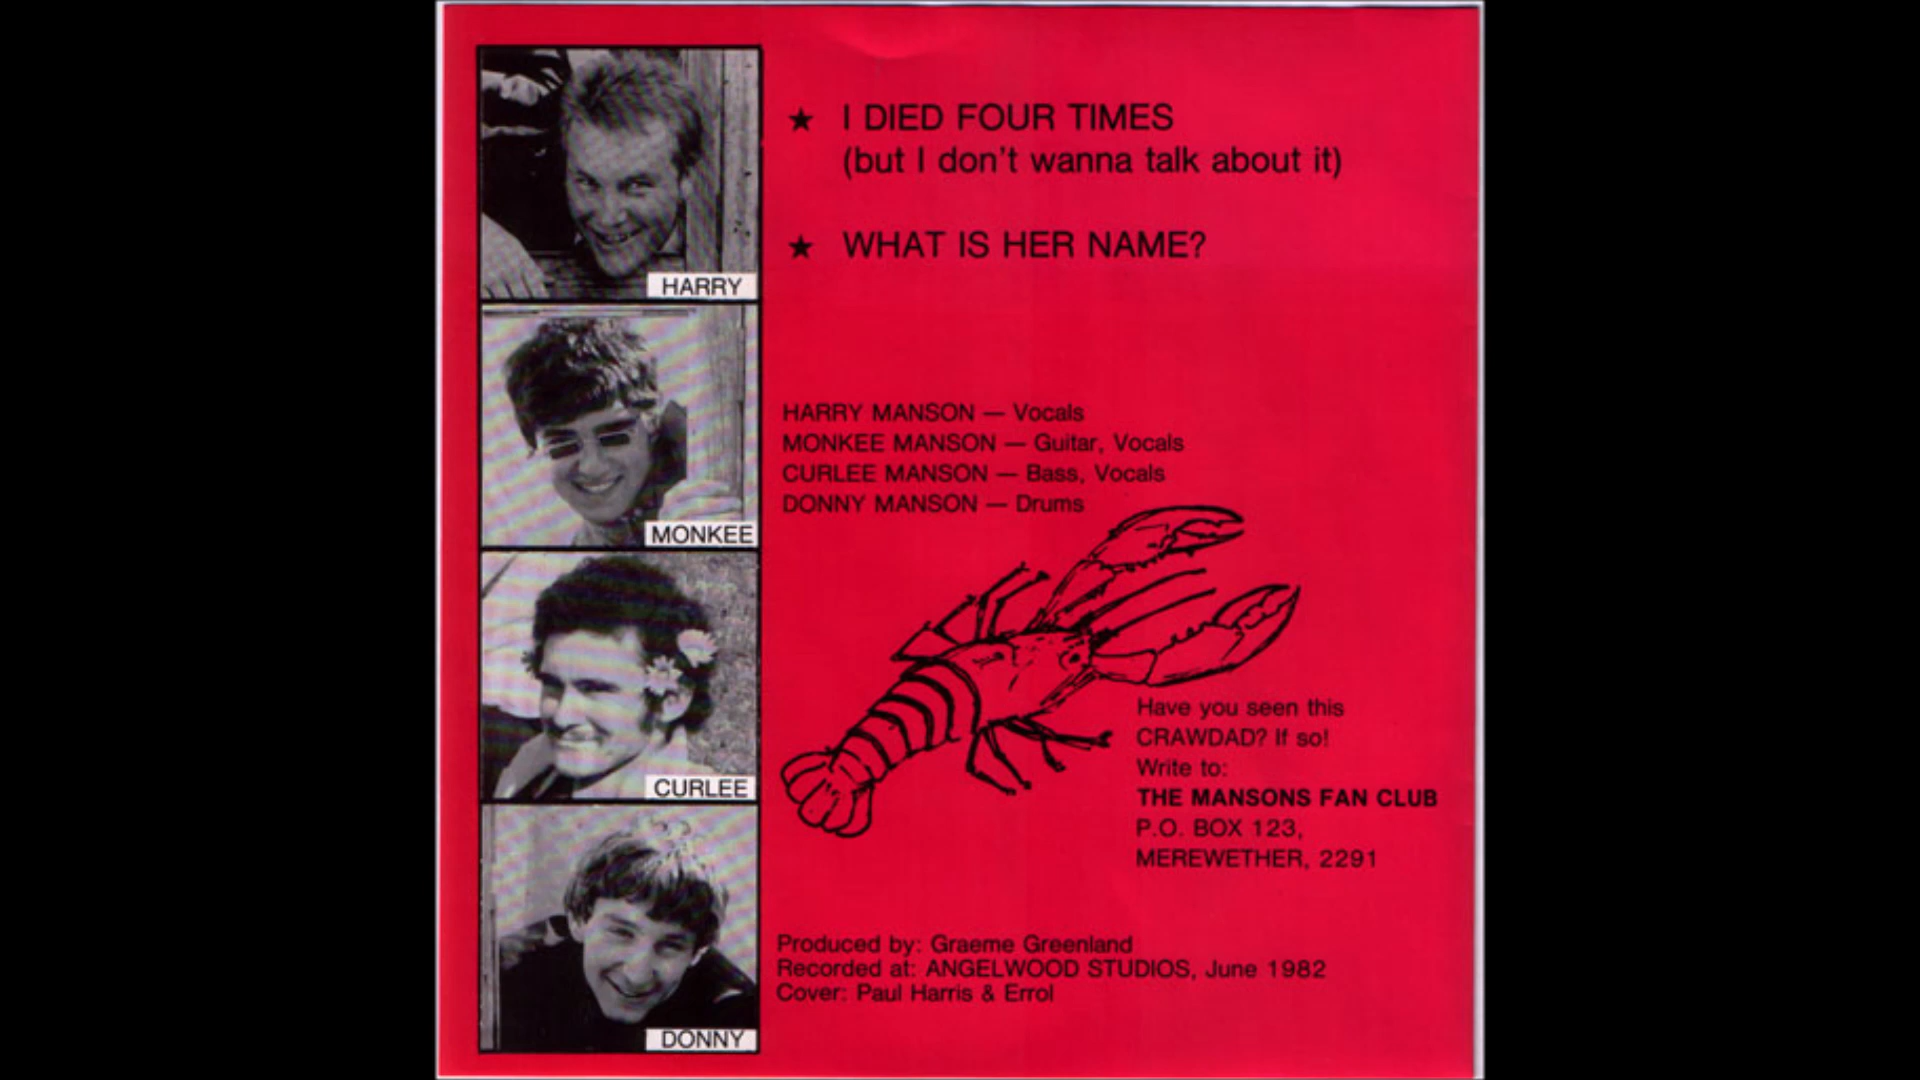 ★ I DIED FOUR TIMES
(but I don't wanna talk about it)
★ WHAT IS HER NAME?
HARRY
MONKEE
CURLEE
DONNY
HARRY MANSON — Vocals
MONKEE MANSON — Guitar, Vocals
CURLEE MANSON — Bass, Vocals
DONNY MANSON — Drums
Have you seen this
CRAWDAD? If so!
Write to:
THE MANSONS FAN CLUB
P.O. BOX 123,
MEREWETHER, 2291
Produced by: Graeme Greenland
Recorded at: ANGELWOOD STUDIOS, June 1982
Cover: Paul Harris & Errol